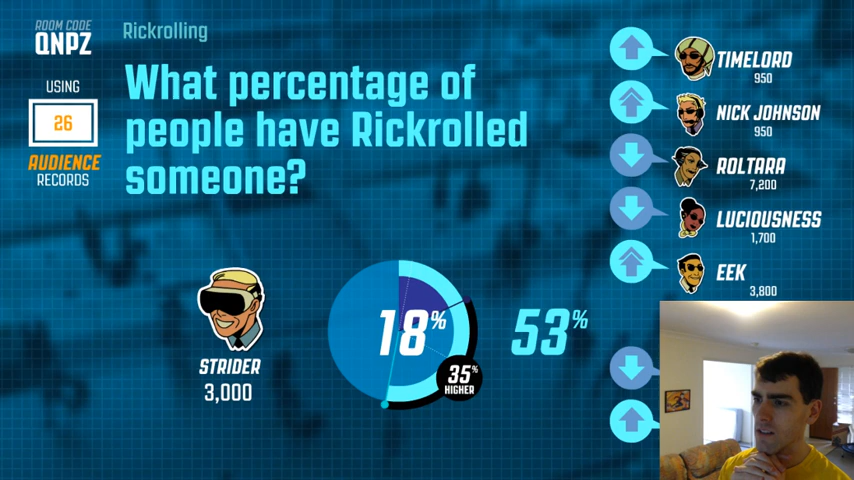 ROOM CODE
QNPZ
USING
26
AUDIENCE
RECORDS
Rickrolling
What percentage of
people have Rickrolled
someone?
STRIDER
3,000
18%
35%
HIGHER
53%
TIMELORD
950
NICK JOHNSON
950
ROLTARA
7,200
LUCIOUSNESS
1,700
EEK
3,800